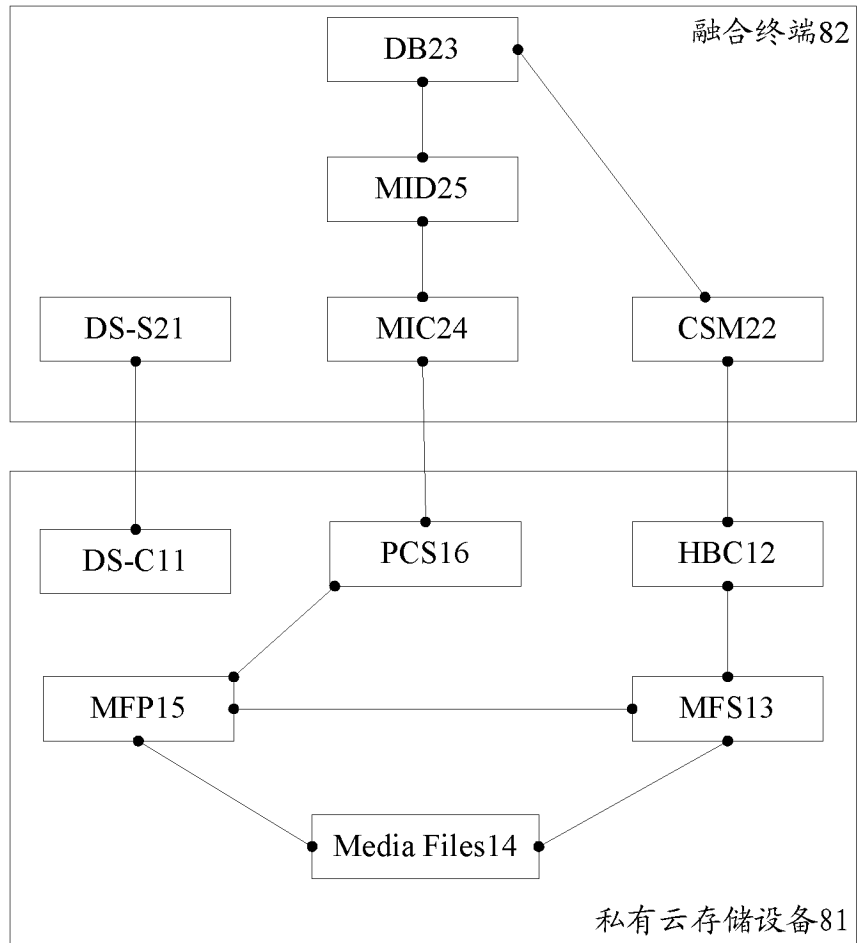 融合终端82
DB23
MID25
DS-S21
MIC24
CSM22
DS-C11
PCS16
HBC12
MFP15
MFS13
Media Files14
私有云存储设备81